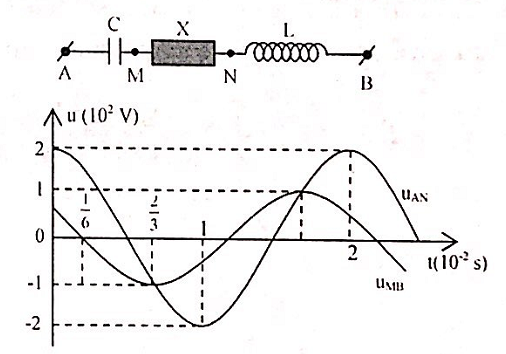 C X L
A M N B
u (10² V)
2
1
1/6 2/3 1
0
2
t(10⁻² s)
-1
-2
u_AN
u_MB